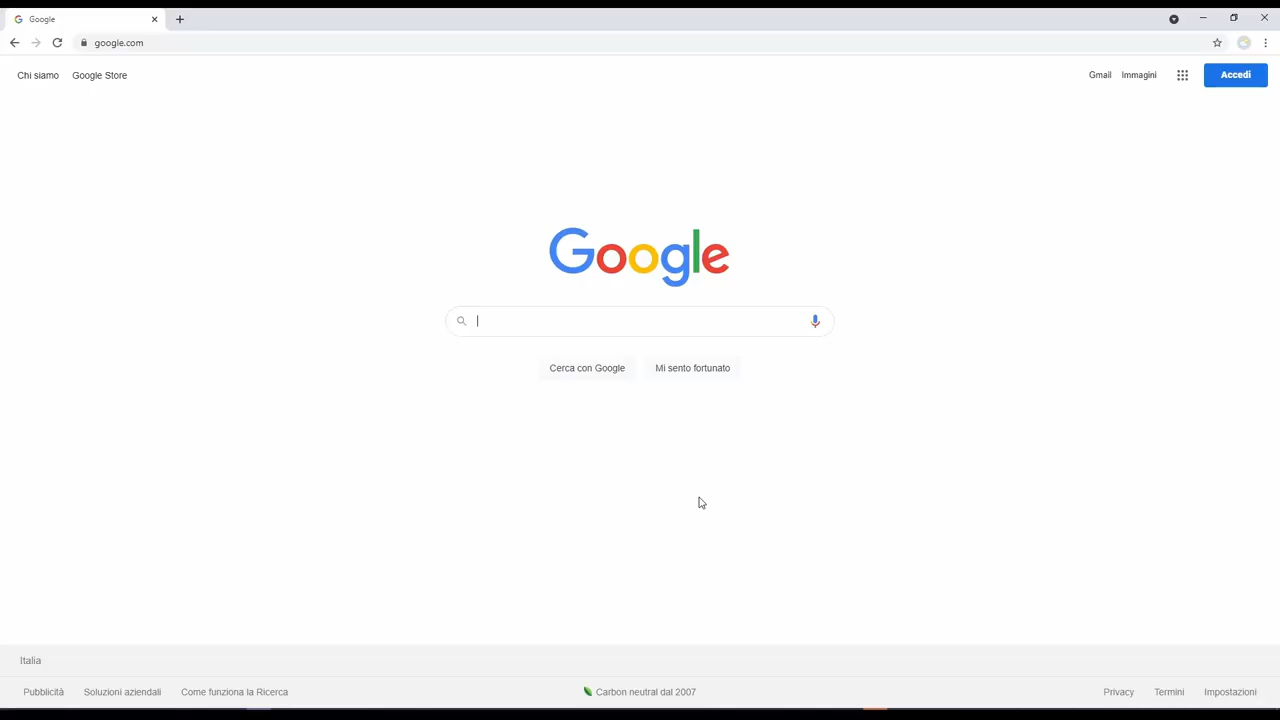 Google
google.com
Chi siamo Google Store Gmail Immagini Accedi
Google
Cerca con Google Mi sento fortunato
Italia
Pubblicità Soluzioni aziendali Come funziona la Ricerca Carbon neutral dal 2007 Privacy Termini Impostazioni